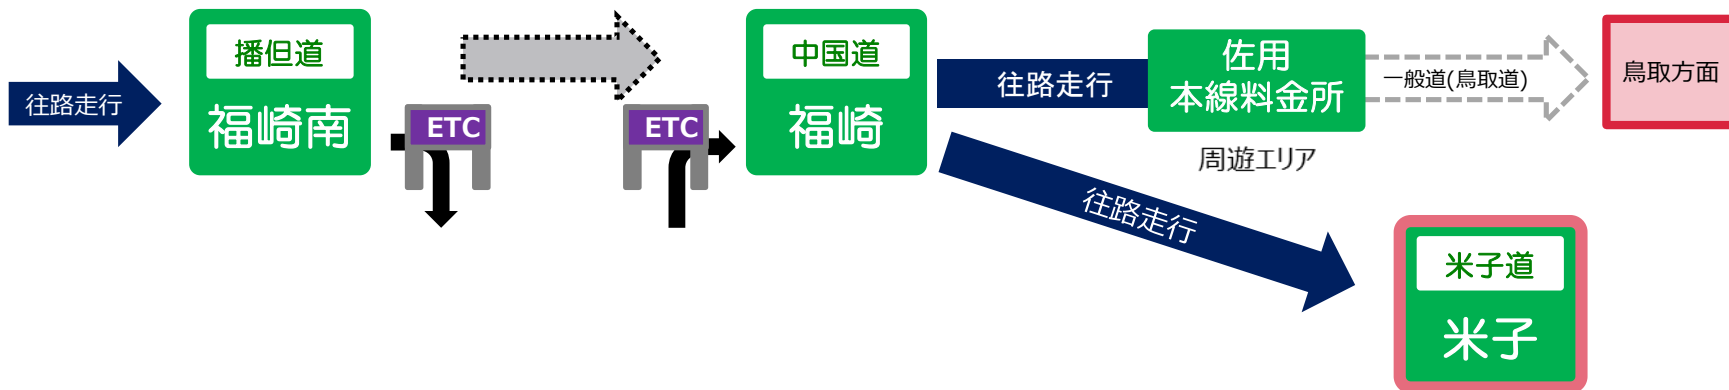 往路走行
播但道
福崎南
ETC
ETC
中国道
福崎
往路走行
佐用
本線料金所
周遊エリア
一般道(鳥取道)
鳥取方面
往路走行
米子道
米子